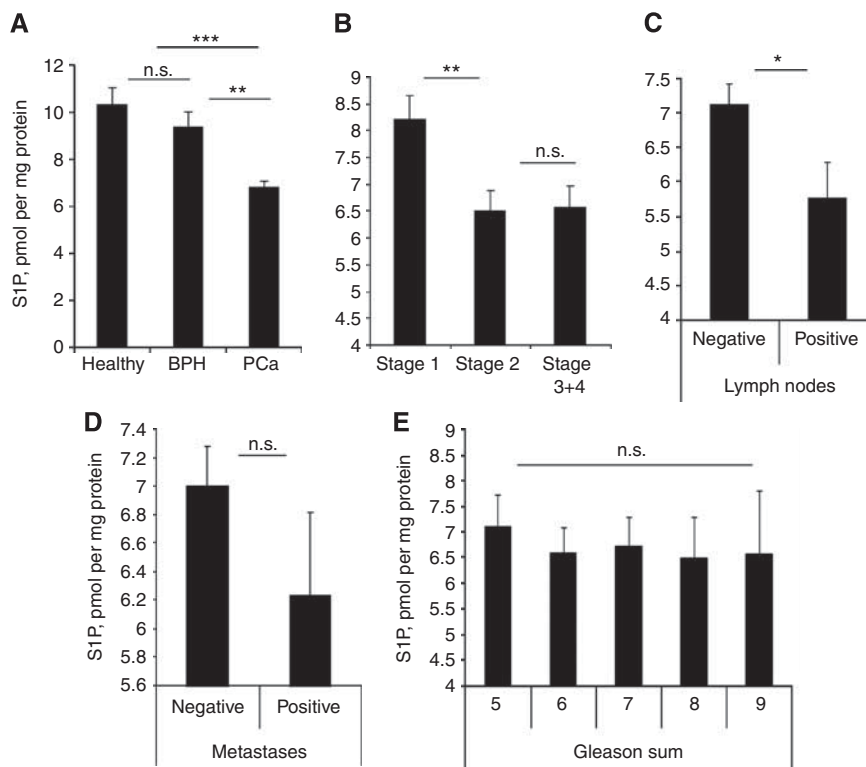 A
***
n.s.
**
S1P, pmol per mg protein
12
10
8
6
4
2
0
Healthy BPH PCa
B
**
n.s.
9
8.5
8
7.5
7
6.5
6
5.5
5
4.5
4
Stage 1 Stage 2 Stage
3+4
C
*
7.5
7
6.5
6
5.5
5
4.5
4
Negative Positive
Lymph nodes
D
n.s.
S1P, pmol per mg protein
7.4
7.2
7
6.8
6.6
6.4
6.2
6
5.8
5.6
Negative Positive
Metastases
E
n.s.
S1P, pmol per mg protein
9
8.5
8
7.5
7
6.5
6
5.5
5
4.5
4
5 6 7 8 9
Gleason sum